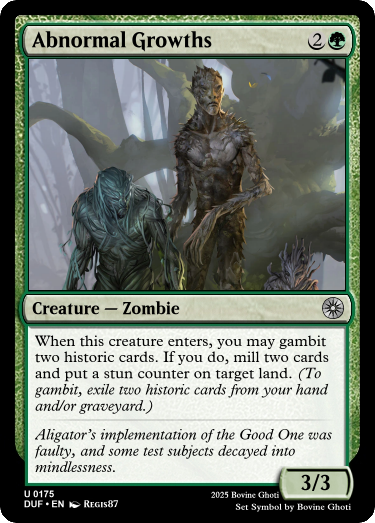 Abnormal Growths 2
Creature — Zombie
When this creature enters, you may gambit
two historic cards. If you do, mill two cards
and put a stun counter on target land. (To
gambit, exile two historic cards from your hand
and/or graveyard.)
Aligator's implementation of the Good One was
faulty, and some test subjects decayed into
mindlessness.
3/3
U 0175
DUF • EN Regis87
2025 Bovine Ghoti
Set Symbol by Bovine Ghoti